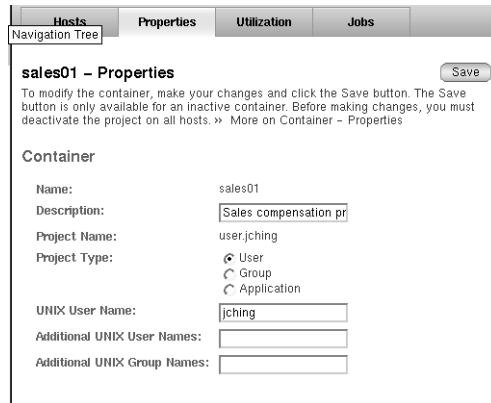 Hosts Properties Utilization Jobs
Navigation Tree
sales01 – Properties Save
To modify the container, make your changes and click the Save button. The Save
button is only available for an inactive container. Before making changes, you must
deactivate the project on all hosts. » More on Container – Properties
Container
Name: sales01
Description: Sales compensation pr
Project Name: user.jching
Project Type: User
Group
Application
UNIX User Name: jching
Additional UNIX User Names:
Additional UNIX Group Names: